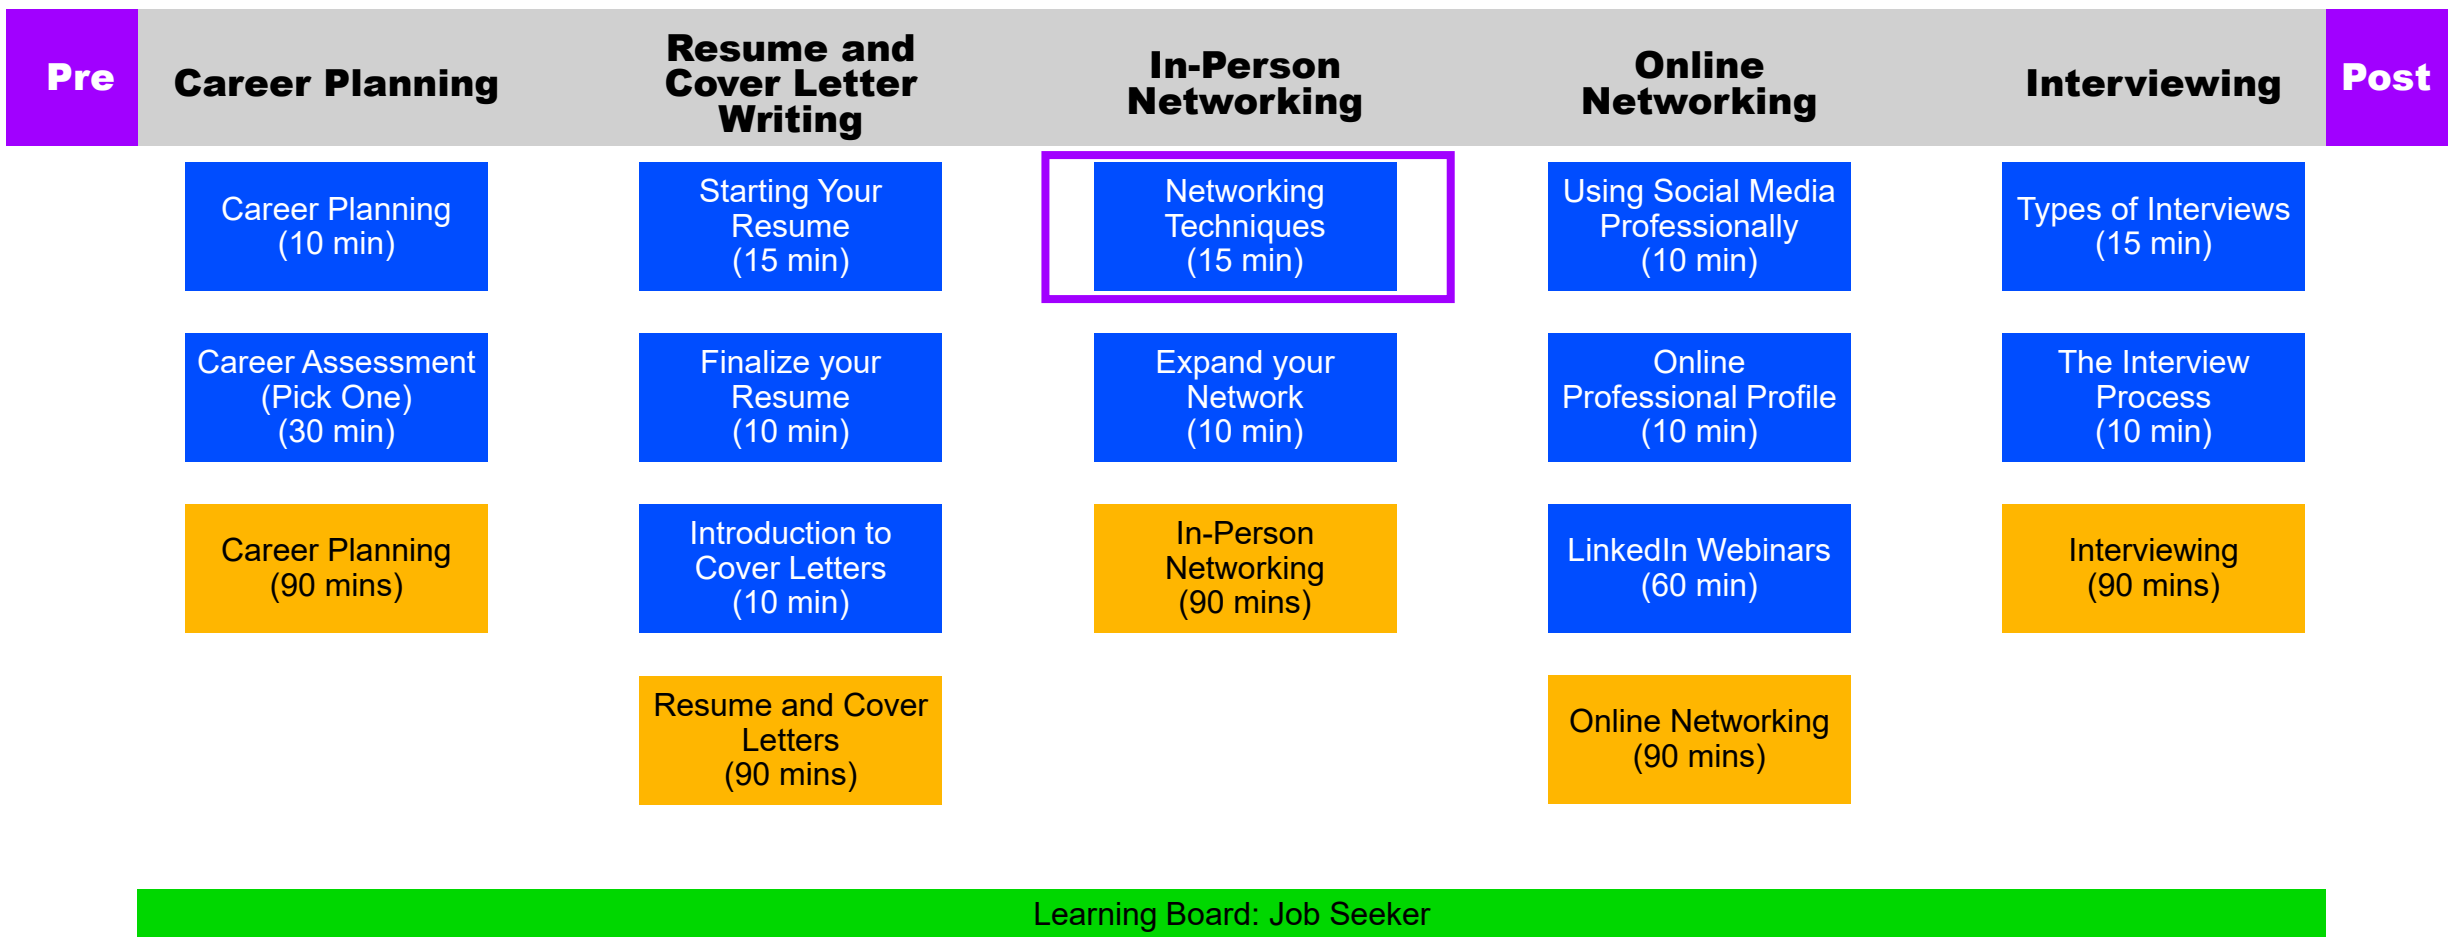 Pre
Career Planning
Resume and
Cover Letter
Writing
In-Person
Networking
Online
Networking
Interviewing
Post
Career Planning
(10 min)
Starting Your
Resume
(15 min)
Networking
Techniques
(15 min)
Using Social Media
Professionally
(10 min)
Types of Interviews
(15 min)
Career Assessment
(Pick One)
(30 min)
Finalize your
Resume
(10 min)
Expand your
Network
(10 min)
Online
Professional Profile
(10 min)
The Interview
Process
(10 min)
Career Planning
(90 mins)
Introduction to
Cover Letters
(10 min)
In-Person
Networking
(90 mins)
LinkedIn Webinars
(60 min)
Interviewing
(90 mins)
Resume and Cover
Letters
(90 mins)
Online Networking
(90 mins)
Learning Board: Job Seeker